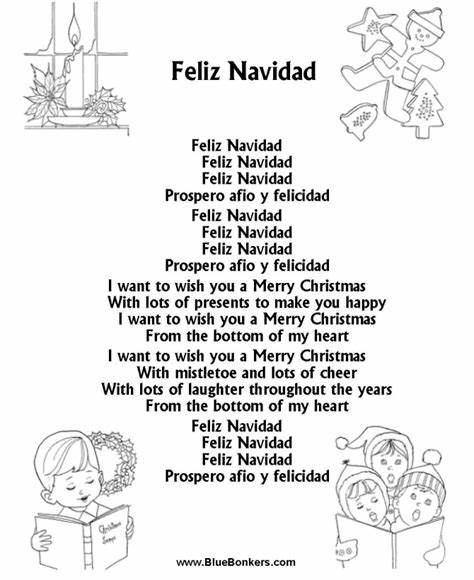 Feliz Navidad
Feliz Navidad
Feliz Navidad
Feliz Navidad
Prospero afio y felicidad
Feliz Navidad
Feliz Navidad
Feliz Navidad
Prospero afio y felicidad
I want to wish you a Merry Christmas
With lots of presents to make you happy
I want to wish you a Merry Christmas
From the bottom of my heart
I want to wish you a Merry Christmas
With mistletoe and lots of cheer
With lots of laughter throughout the years
From the bottom of my heart
Feliz Navidad
Feliz Navidad
Feliz Navidad
Prospero afio y felicidad
Christmas
Songs
www.BlueBonkers.com